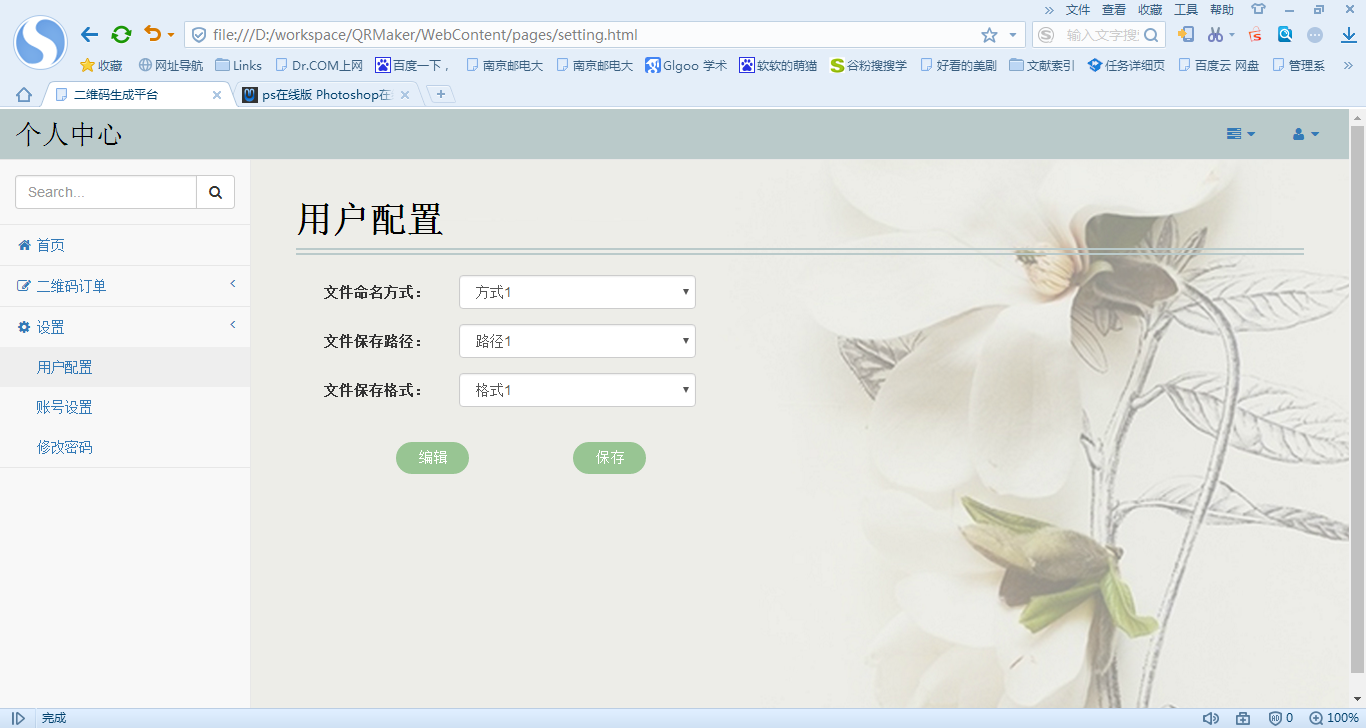 » 文件 查看 收藏 工具 帮助
file:///D:/workspace/QRMaker/WebContent/pages/setting.html
输入文字搜
收藏 网址导航 Links Dr.COM上网 百度一下， 南京邮电大 南京邮电大 Glgoo 学术 软软的萌猫 谷粉搜搜学 好看的美剧 文献索引 任务详细页 百度云 网盘 管理系 »
二维码生成平台 ps在线版 Photoshop在
个人中心
Search...
首页
二维码订单
设置
用户配置
账号设置
修改密码
用户配置
文件命名方式： 方式1
文件保存路径： 路径1
文件保存格式： 格式1
编辑 保存
完成 0 100%